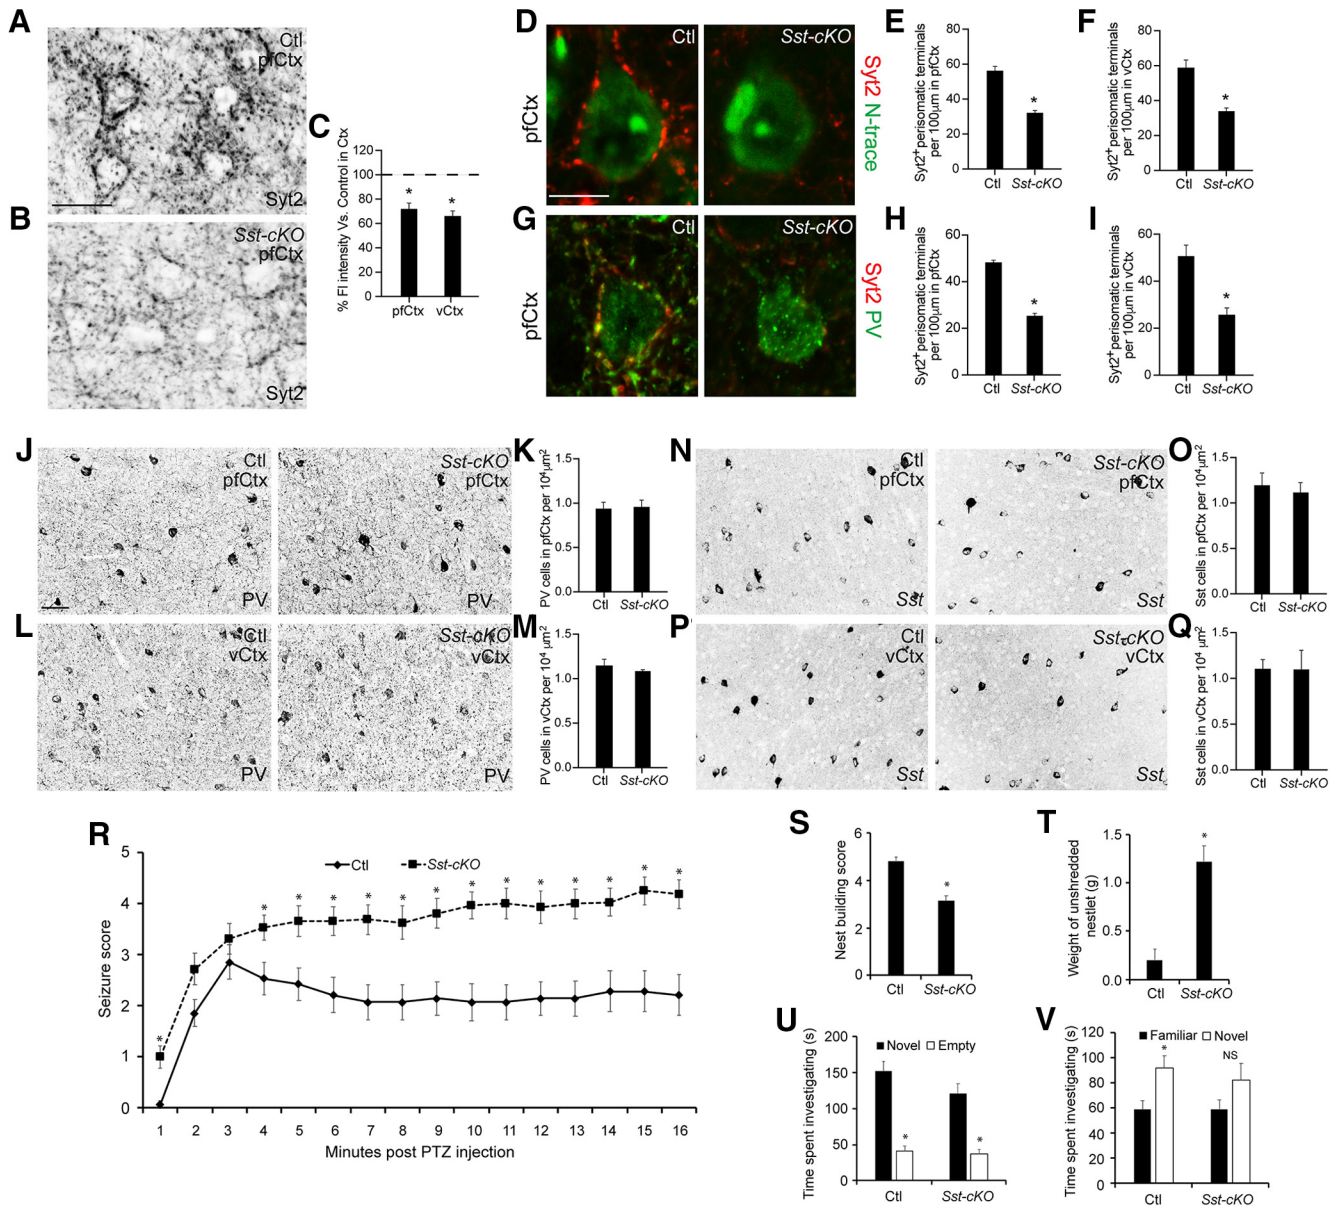 A
Ctl
pfCtx
Syt2
B
Sst-cKO
pfCtx
Syt2
C
% FI intensity Vs. Control in Ctx
120
100
80
60
40
20
0
*
*
pfCtx
vCtx
D
pfCtx
Ctl
Sst-cKO
Syt2 N-trace
E
Syt2+perisomatic terminals
per 100µm in pfCtx
80
60
40
20
0
*
Ctl
Sst-cKO
F
Syt2+perisomatic terminals
per 100µm in vCtx
80
60
40
20
0
*
Ctl
Sst-cKO
G
pfCtx
Ctl
Sst-cKO
Syt2 PV
H
Syt2+perisomatic terminals
per 100µm in pfCtx
60
40
20
0
*
Ctl
Sst-cKO
I
Syt2+perisomatic terminals
per 100µm in vCtx
60
40
20
0
*
Ctl
Sst-cKO
J
Ctl
pfCtx
PV
Sst-cKO
pfCtx
PV
K
PV cells in pfCtx per 10⁴µm²
1.5
1.0
0.5
0.0
Ctl
Sst-cKO
L
Ctl
vCtx
PV
Sst-cKO
vCtx
PV
M
PV cells in vCtx per 10⁴ µm²
1.5
1.0
0.5
0.0
Ctl
Sst-cKO
N
Ctl
pfCtx
Sst
Sst-cKO
pfCtx
Sst
O
Sst cells in pfCtx per 10⁴µm²
1.5
1.0
0.5
0.0
Ctl
Sst-cKO
P
Ctl
vCtx
Sst
Sst-cKO
vCtx
Sst
Q
Sst cells in vCtx per 10⁴ µm²
1.5
1.0
0.5
0.0
Ctl
Sst-cKO
R
Seizure score
5
4
3
2
1
0
Ctl
Sst-cKO
* * * * * * * * * * * * * *
1 2 3 4 5 6 7 8 9 10 11 12 13 14 15 16
Minutes post PTZ injection
S
Nest building score
6
4
2
0
*
Ctl
Sst-cKO
T
Weight of unshredded
nestlet (g)
1.5
1.0
0.5
0.0
*
Ctl
Sst-cKO
U
Time spent investigating (s)
200
150
100
50
0
Novel
Empty
*
*
Ctl
Sst-cKO
V
Time spent investigating (s)
120
100
80
60
40
20
0
Familiar
Novel
*
NS
Ctl
Sst-cKO